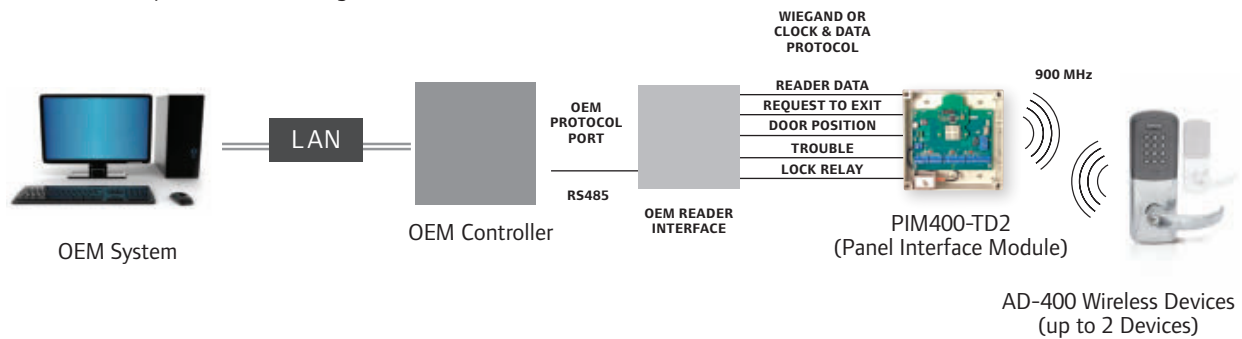 WIEGAND OR
CLOCK & DATA
PROTOCOL
900 MHz
READER DATA
REQUEST TO EXIT
DOOR POSITION
TROUBLE
LOCK RELAY
LAN
OEM
PROTOCOL
PORT
RS485
OEM System
OEM Controller
OEM READER
INTERFACE
PIM400-TD2
(Panel Interface Module)
AD-400 Wireless Devices
(up to 2 Devices)